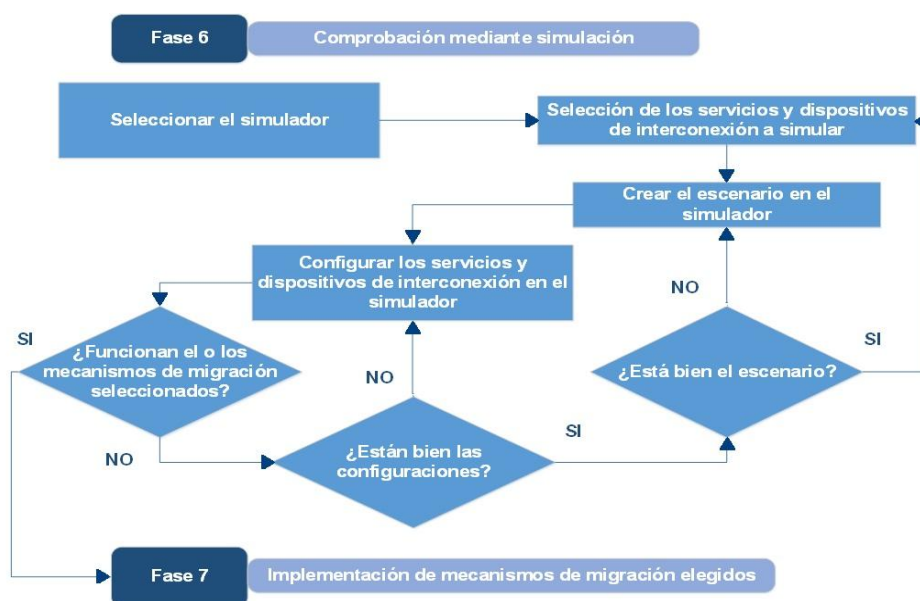 Fase 6
Comprobación mediante simulación
Seleccionar el simulador
Selección de los servicios y dispositivos
de interconexión a simular
Crear el escenario en el
simulador
Configurar los servicios y
dispositivos de interconexión en el
simulador
NO
SI
¿Funcionan el o los
mecanismos de migración
seleccionados?
SI
¿Está bien el escenario?
NO
NO
¿Están bien las
configuraciones?
SI
Fase 7
Implementación de mecanismos de migración elegidos